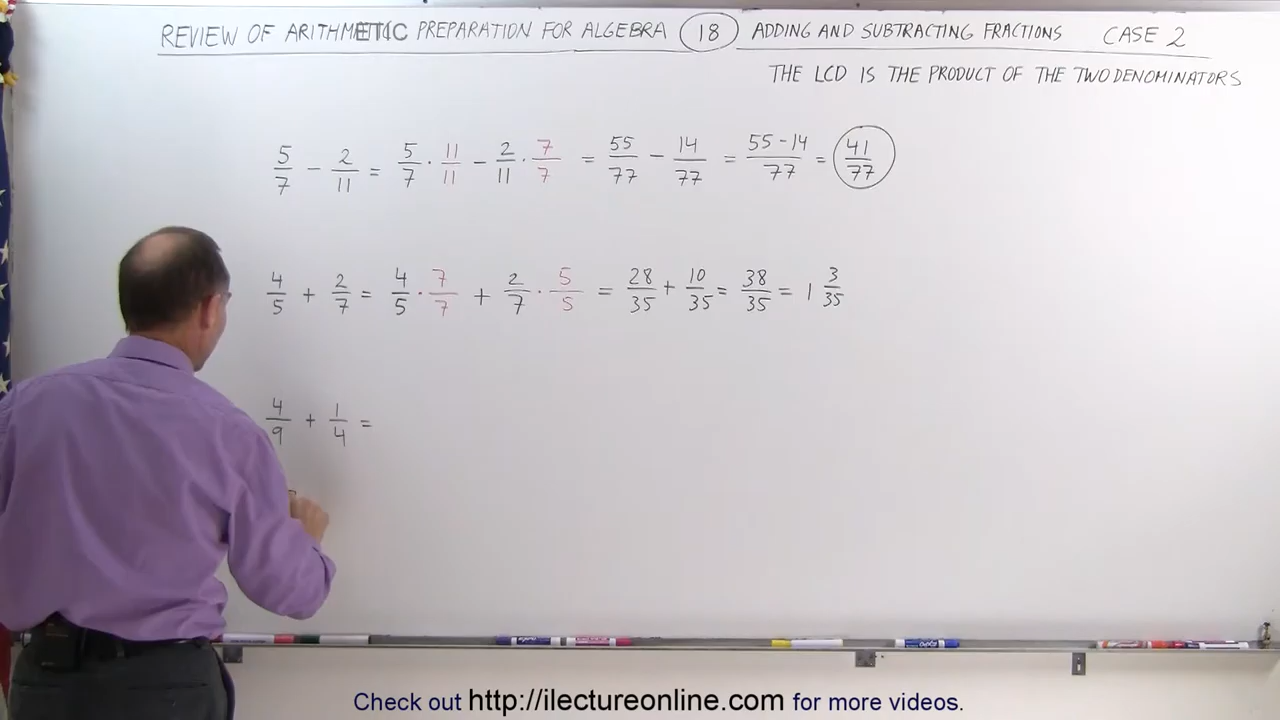 REVIEW OF ARITHMETIC PREPARATION FOR ALGEBRA 18 ADDING AND SUBTRACTING FRACTIONS CASE 2
THE LCD IS THE PRODUCT OF THE TWO DENOMINATORS
5/7 - 2/11 = 5/7 · 11/11 - 2/11 · 7/7 = 55/77 - 14/77 = 55-14/77 = 41/77
4/5 + 2/7 = 4/5 · 7/7 + 2/7 · 5/5 = 28/35 + 10/35 = 38/35 = 1 3/35
4/9 + 1/4 =
Check out http://ilectureonline.com for more videos.